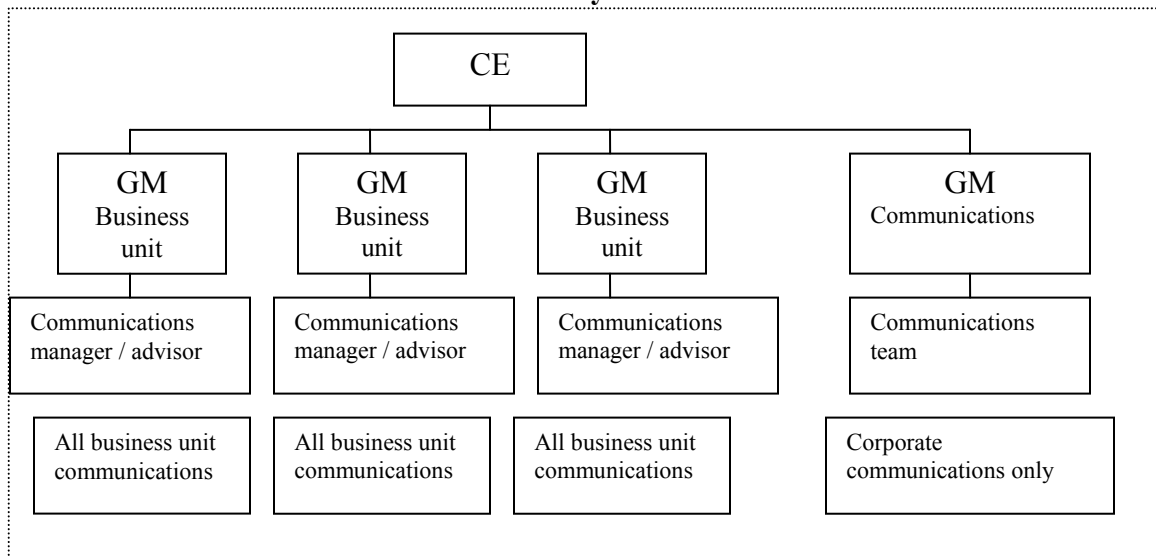 CE
GM
Business
unit
GM
Business
unit
GM
Business
unit
GM
Communications
Communications
manager / advisor
Communications
manager / advisor
Communications
manager / advisor
Communications
team
All business unit
communications
All business unit
communications
All business unit
communications
Corporate
communications only